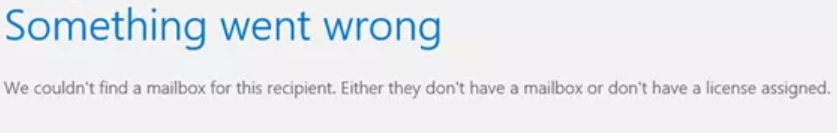 Something went wrong
We couldn't find a mailbox for this recipient. Either they don't have a mailbox or don't have a license assigned.